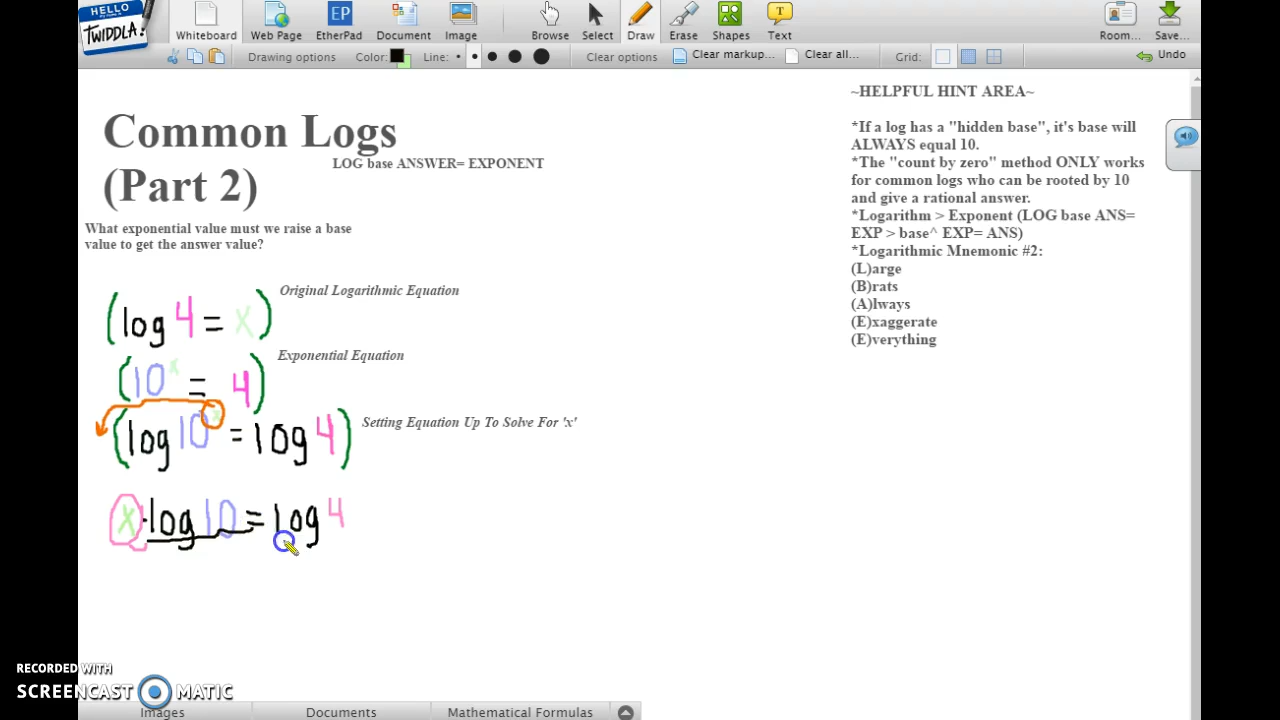 HELLO
my name is
TWIDDLA!
Whiteboard Web Page EtherPad Document Image Browse Select Draw Erase Shapes Text Room... Save...
Drawing options Color: Line: Clear options Clear markup... Clear all... Grid: Undo
Common Logs
(Part 2)
LOG base ANSWER= EXPONENT
What exponential value must we raise a base
value to get the answer value?
(log 4 = x)
Original Logarithmic Equation
Exponential Equation
(10^x = 4)
(log 10^x = log 4)
Setting Equation Up To Solve For 'x'
x·log 10 = log 4
~HELPFUL HINT AREA~
*If a log has a "hidden base", it's base will
ALWAYS equal 10.
*The "count by zero" method ONLY works
for common logs who can be rooted by 10
and give a rational answer.
*Logarithm > Exponent (LOG base ANS=
EXP > base^ EXP= ANS)
*Logarithmic Mnemonic #2:
(L)arge
(B)rats
(A)lways
(E)xaggerate
(E)verything
RECORDED WITH
SCREENCAST MATIC
Images Documents Mathematical Formulas
EP
T